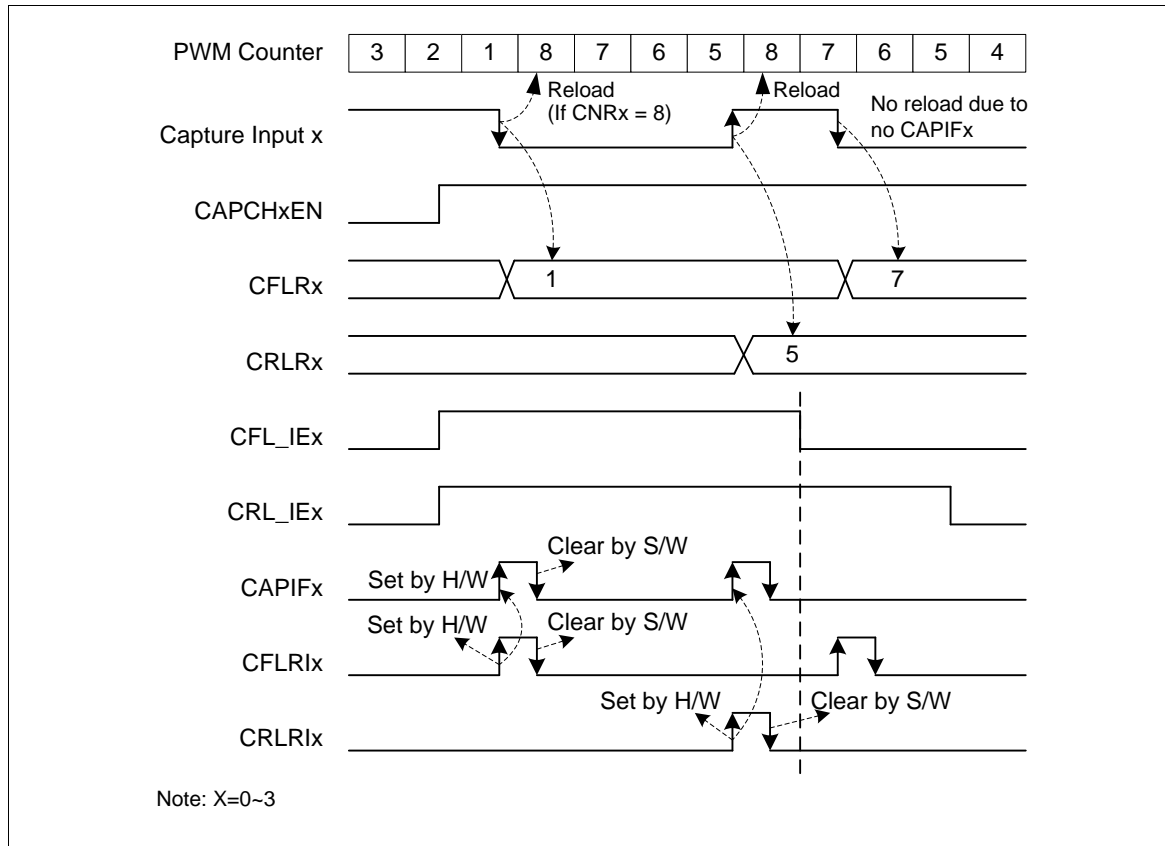 PWM Counter 3 2 1 8 7 6 5 8 7 6 5 4
Reload
(If CNRx = 8)
Reload
No reload due to
no CAPIFx
Capture Input x
CAPCHxEN
CFLRx 1 7
CRLRx 5
CFL_IEx
CRL_IEx
Clear by S/W
CAPIFx Set by H/W
Set by H/W Clear by S/W
CFLRIx
Set by H/W Clear by S/W
CRLRIx
Note: X=0~3